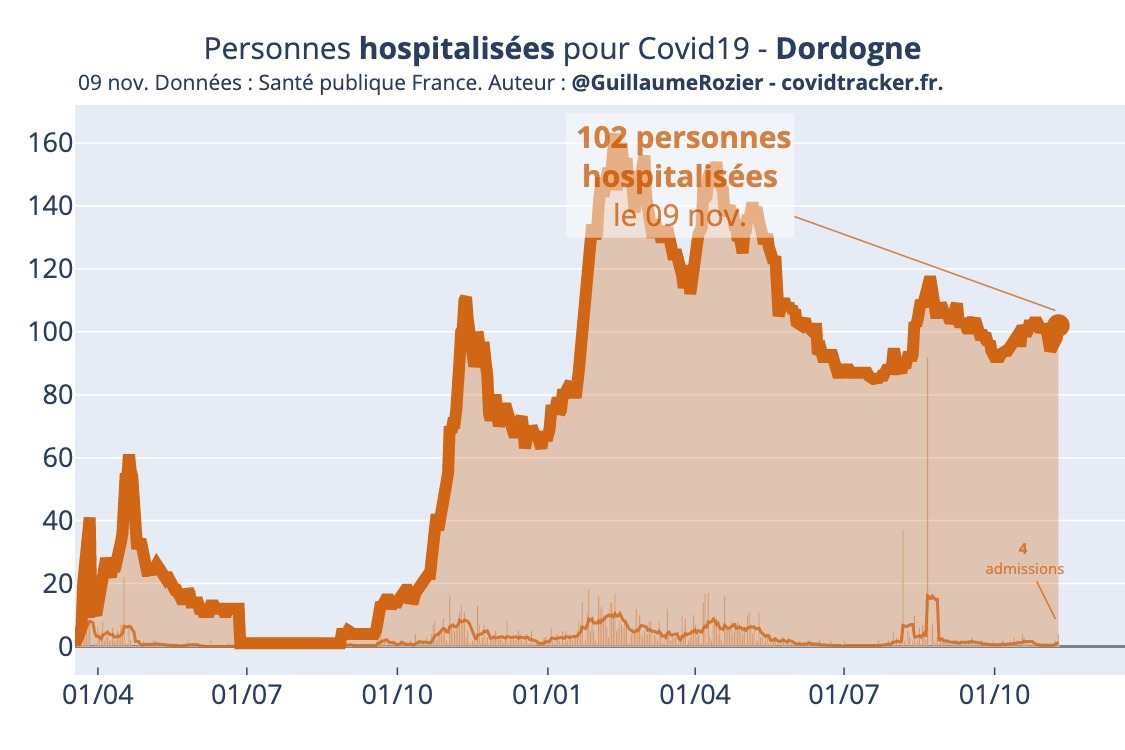 Personnes hospitalisées pour Covid19 - Dordogne
09 nov. Données : Santé publique France. Auteur : @GuillaumeRozier - covidtracker.fr.
102 personnes
hospitalisées
le 09 nov.
160
140
120
100
80
60
40
20
0
4
admissions
01/04
01/07
01/10
01/01
01/04
01/07
01/10